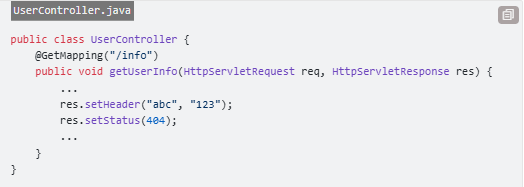 UserController.java
public class UserController {
    @GetMapping("/info")
    public void getUserInfo(HttpServletRequest req, HttpServletResponse res) {
        ...
        res.setHeader("abc", "123");
        res.setStatus(404);
        ...
    }
}